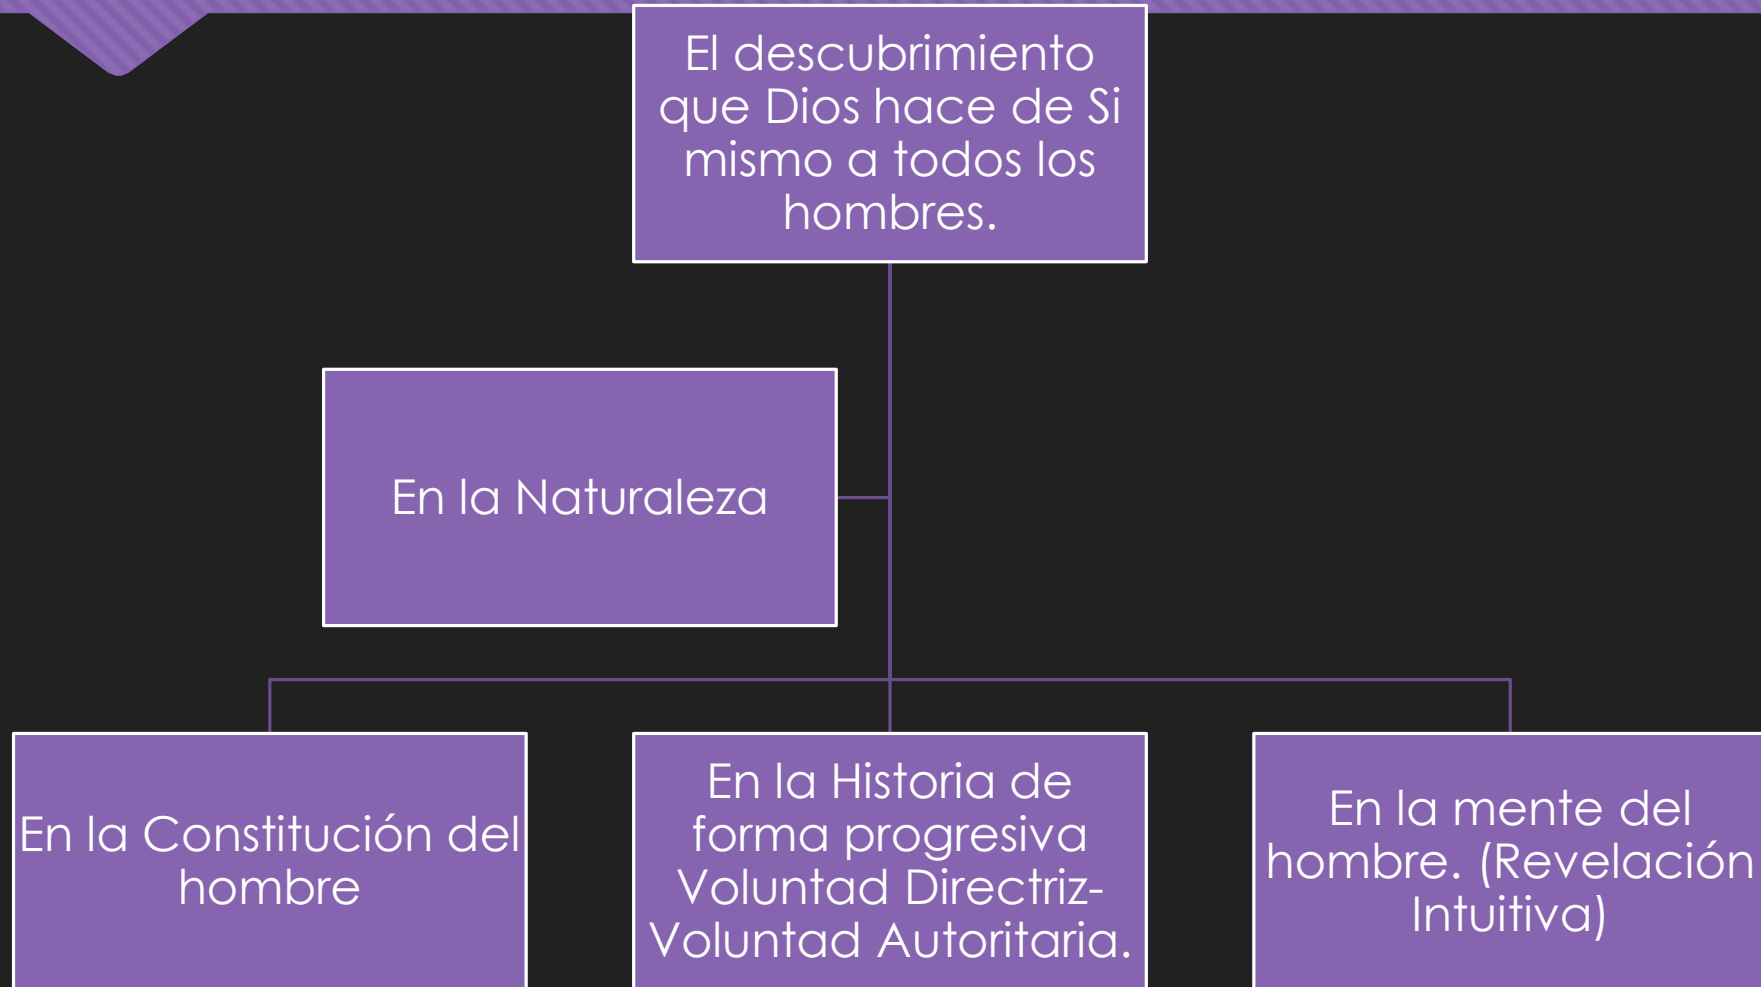 El descubrimiento
que Dios hace de Si
mismo a todos los
hombres.
En la Naturaleza
En la Constitución del
hombre
En la Historia de
forma progresiva
Voluntad Directriz-
Voluntad Autoritaria.
En la mente del
hombre. (Revelación
Intuitiva)